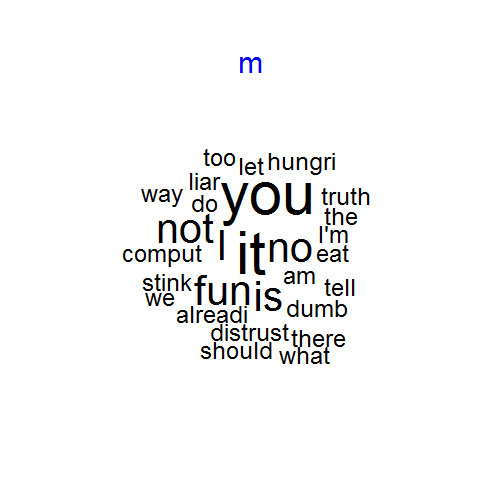 m
too let hungri
liar
way do you truth
the
not I it no I'm
comput eat
am
stink fun is tell
we
alreadi dumb
distrust there
should what